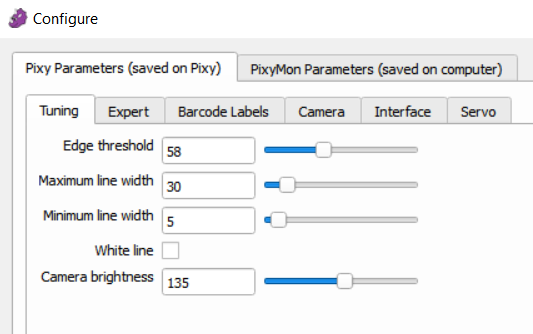 Configure
Pixy Parameters (saved on Pixy) PixyMon Parameters (saved on computer)
Tuning Expert Barcode Labels Camera Interface Servo
Edge threshold 58
Maximum line width 30
Minimum line width 5
White line
Camera brightness 135